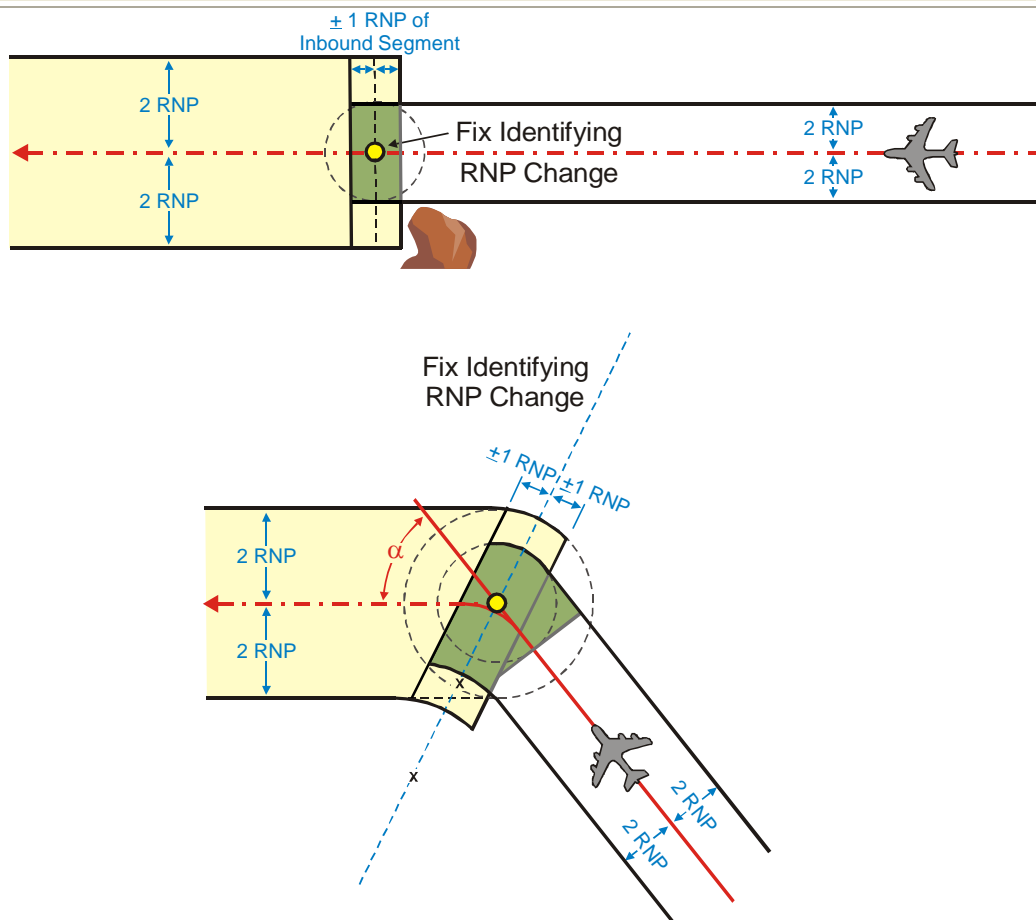 ± 1 RNP of
Inbound Segment
2 RNP
2 RNP
Fix Identifying
RNP Change
2 RNP
2 RNP
Fix Identifying
RNP Change
±1 RNP
±1 RNP
α
2 RNP
2 RNP
x
x
2 RNP
2 RNP